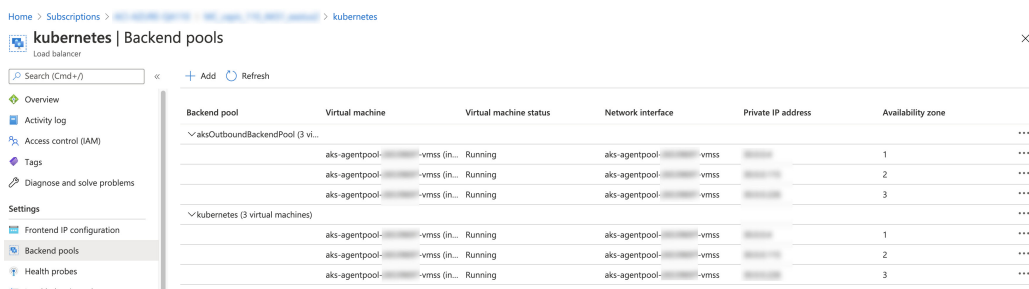 Home > Subscriptions > > kubernetes
kubernetes | Backend pools
Load balancer
Search (Cmd+/)
«
Add
Refresh
Overview
Activity log
Access control (IAM)
Tags
Diagnose and solve problems
Settings
Frontend IP configuration
Backend pools
Health probes
Backend pool Virtual machine Virtual machine status Network interface Private IP address Availability zone
aksOutboundBackendPool (3 vi...
aks-agentpool- -vmss (in... Running aks-agentpool- -vmss 1
aks-agentpool- -vmss (in... Running aks-agentpool- -vmss 2
aks-agentpool- -vmss (in... Running aks-agentpool- -vmss 3
kubernetes (3 virtual machines)
aks-agentpool- -vmss (in... Running aks-agentpool- -vmss 1
aks-agentpool- -vmss (in... Running aks-agentpool- -vmss 2
aks-agentpool- -vmss (in... Running aks-agentpool- -vmss 3